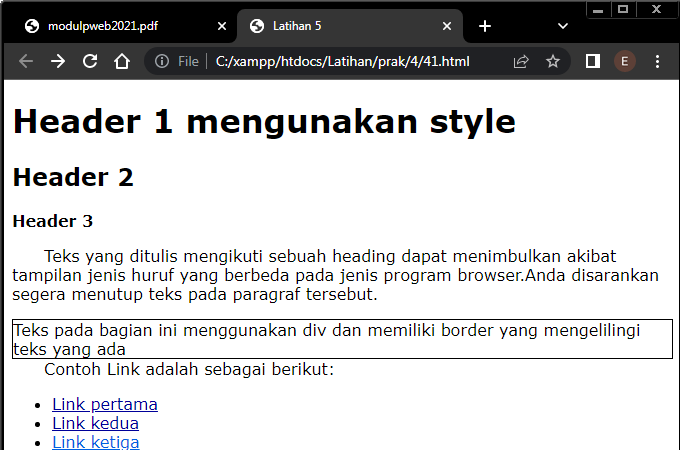 modulpweb2021.pdf
Latihan 5
File
C:/xampp/htdocs/Latihan/prak/4/41.html
E
Header 1 mengunakan style
Header 2
Header 3
Teks yang ditulis mengikuti sebuah heading dapat menimbulkan akibat
tampilan jenis huruf yang berbeda pada jenis program browser.Anda disarankan
segera menutup teks pada paragraf tersebut.
Teks pada bagian ini menggunakan div dan memiliki border yang mengelilingi
teks yang ada
Contoh Link adalah sebagai berikut:
Link pertama
Link kedua
Link ketiga